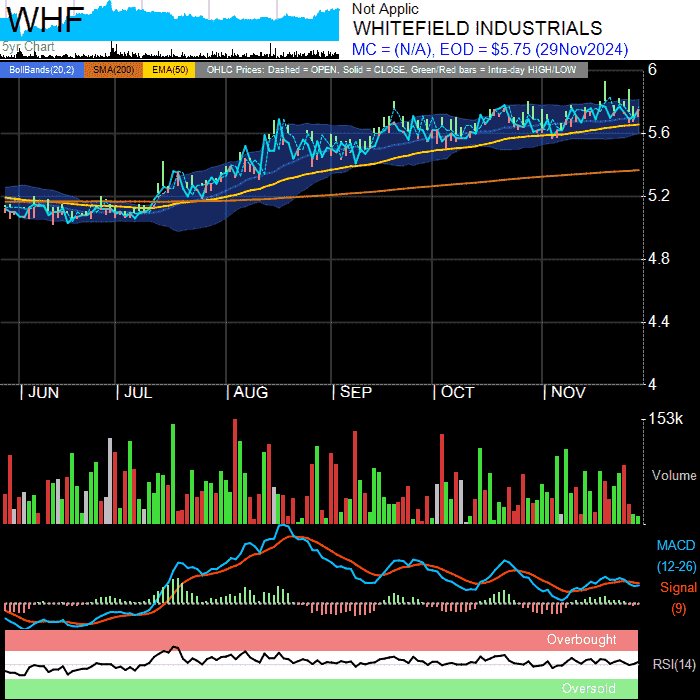 WHF
5yr Chart
Not Applic
WHITEFIELD INDUSTRIALS
MC = (N/A), EOD = $5.75 (29Nov2024)
BollBands(20,2) SMA(200) EMA(50) OHLC Prices: Dashed = OPEN, Solid = CLOSE, Green/Red bars = Intra-day HIGH/LOW
6
5.6
5.2
4.8
4.4
4
| JUN | JUL | AUG | SEP | OCT | NOV
153k
Volume
MACD
(12-26)
Signal
(9)
Overbought
RSI(14)
Oversold